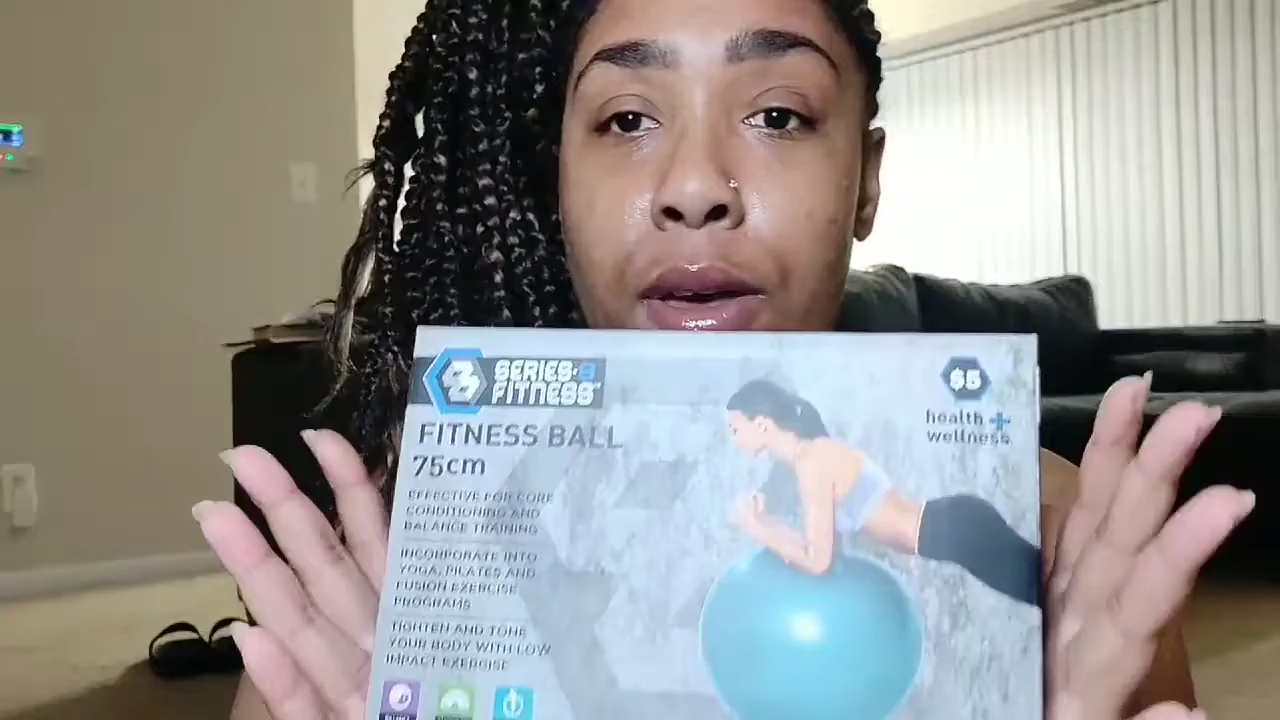 SERIES-8
FITNESS
$5
health +
wellness
FITNESS BALL
75cm
EFFECTIVE FOR CORE
CONDITIONING AND
BALANCE TRAINING
INCORPORATE INTO
YOGA, PILATES AND
FUSION EXERCISE
PROGRAMS
TIGHTEN AND TONE
YOUR BODY WITH LOW
IMPACT EXERCISE